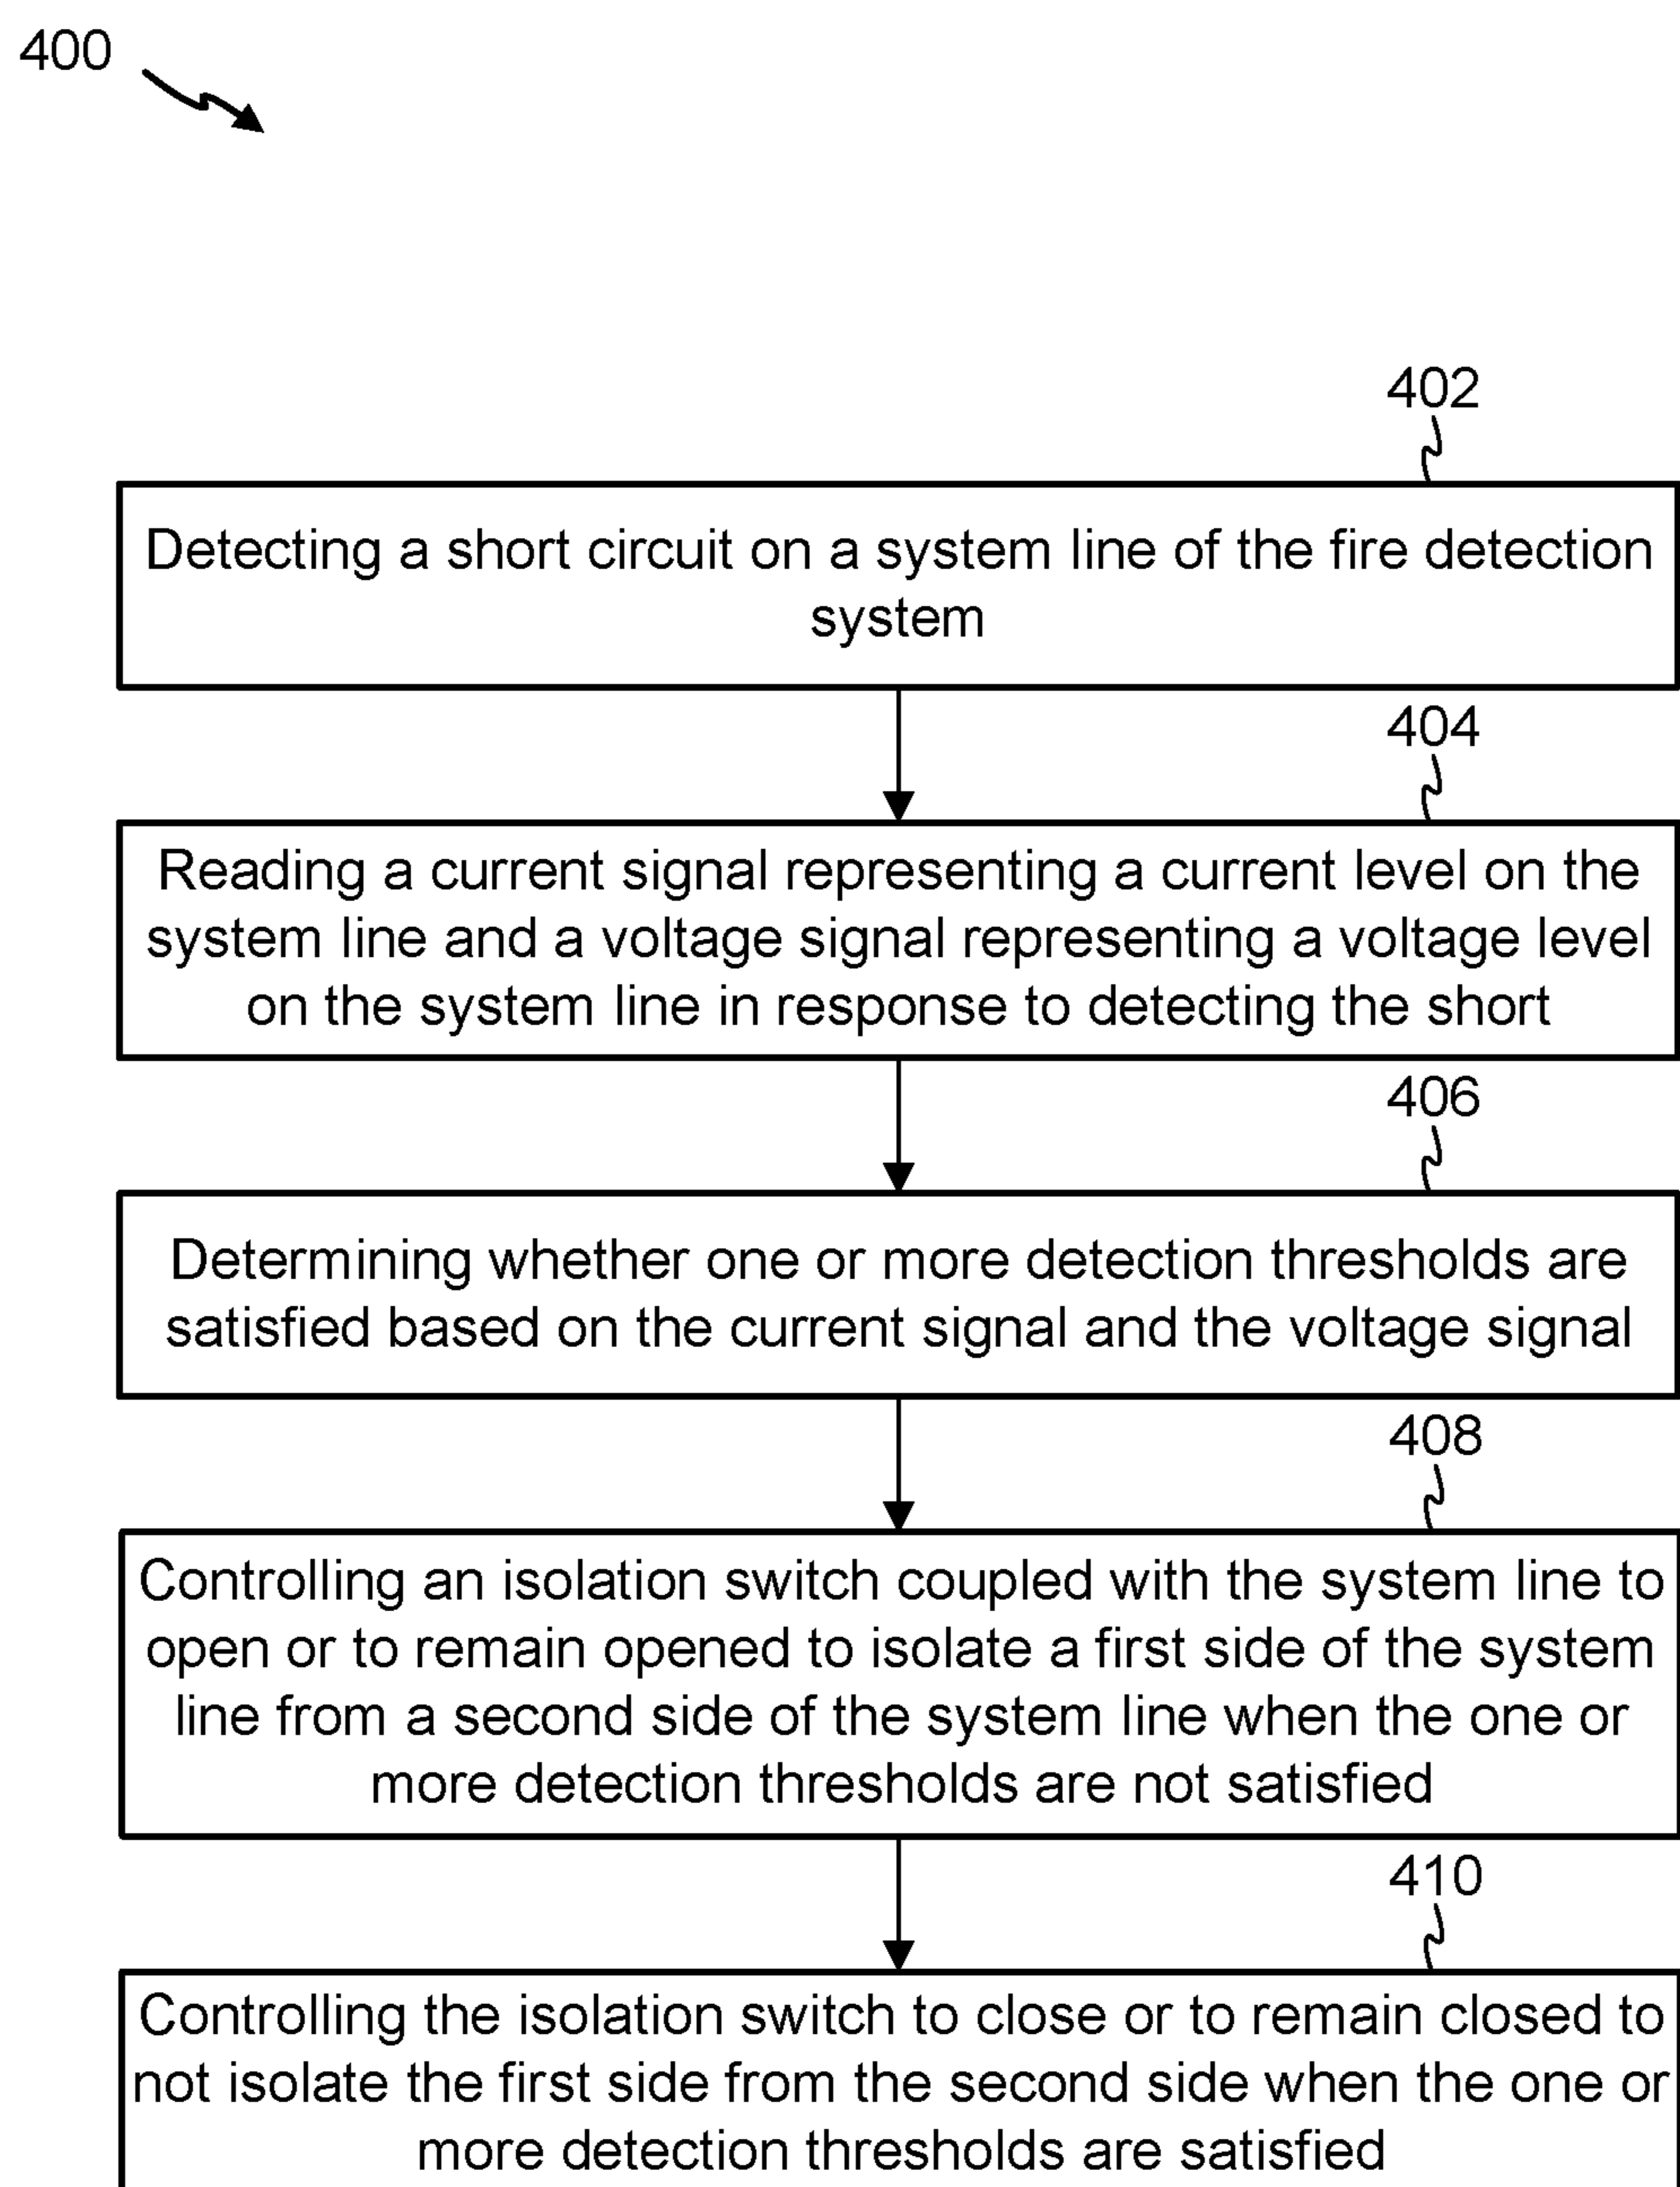 400
402
Detecting a short circuit on a system line of the fire detection
system
404
Reading a current signal representing a current level on the
system line and a voltage signal representing a voltage level
on the system line in response to detecting the short
406
Determining whether one or more detection thresholds are
satisfied based on the current signal and the voltage signal
408
Controlling an isolation switch coupled with the system line to
open or to remain opened to isolate a first side of the system
line from a second side of the system line when the one or
more detection thresholds are not satisfied
410
Controlling the isolation switch to close or to remain closed to
not isolate the first side from the second side when the one or
more detection thresholds are satisfied